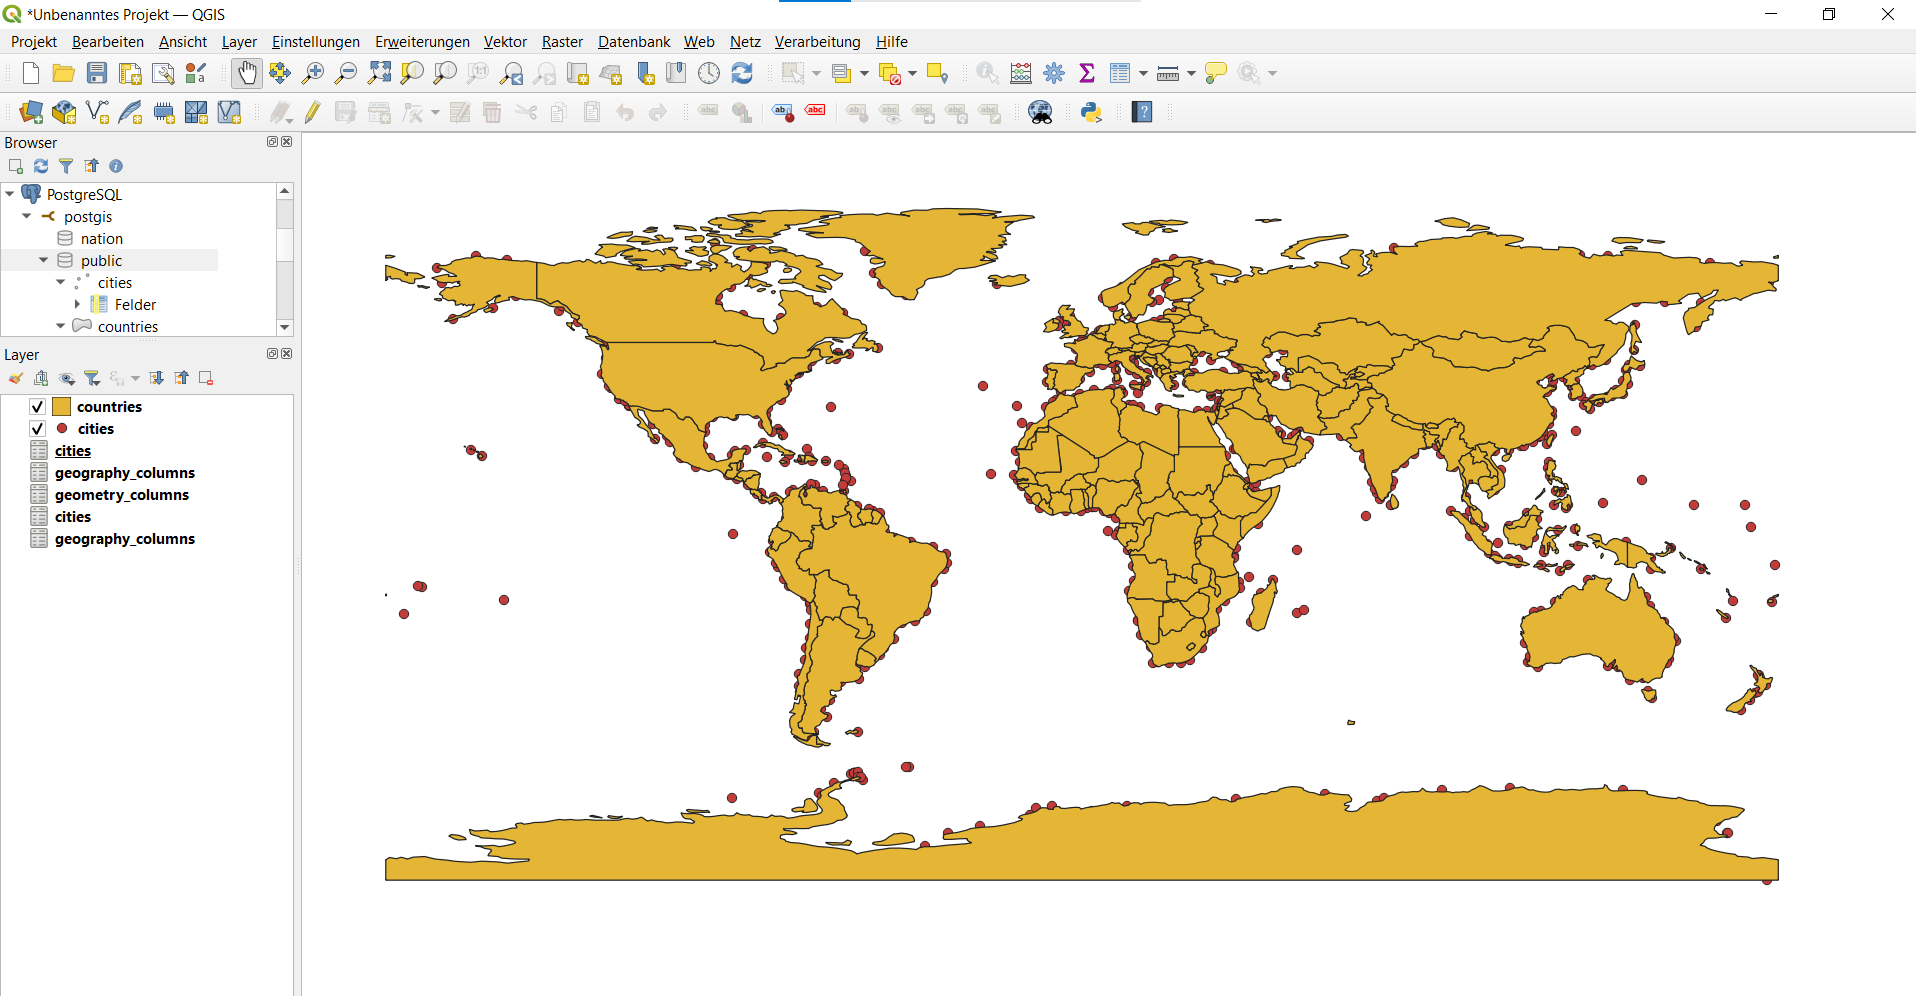 *Unbenanntes Projekt — QGIS
Projekt Bearbeiten Ansicht Layer Einstellungen Erweiterungen Vektor Raster Datenbank Web Netz Verarbeitung Hilfe
Browser
PostgreSQL
postgis
nation
public
cities
Felder
countries
Layer
countries
cities
cities
geography_columns
geometry_columns
cities
geography_columns